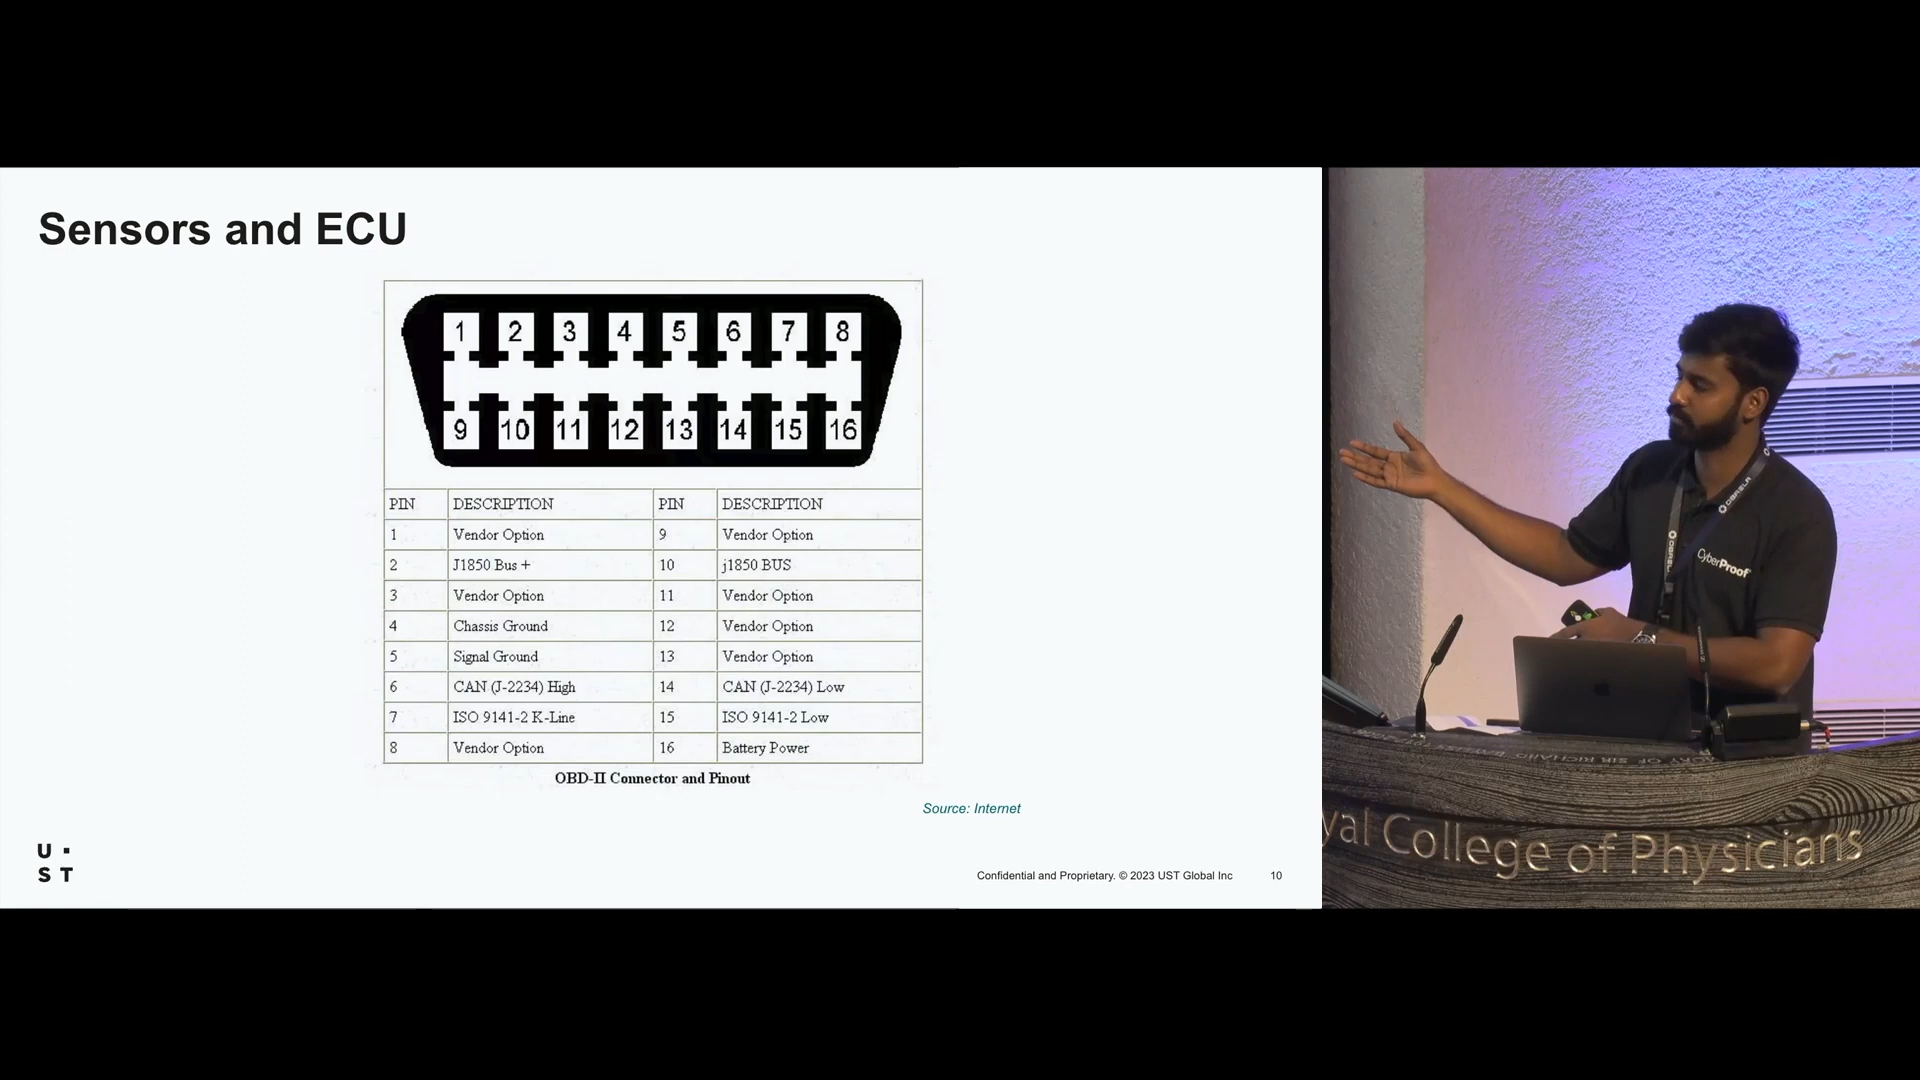 Sensors and ECU
1 2 3 4 5 6 7 8
9 10 11 12 13 14 15 16
PIN DESCRIPTION PIN DESCRIPTION
1 Vendor Option 9 Vendor Option
2 J1850 Bus + 10 j1850 BUS
3 Vendor Option 11 Vendor Option
4 Chassis Ground 12 Vendor Option
5 Signal Ground 13 Vendor Option
6 CAN (J-2234) High 14 CAN (J-2234) Low
7 ISO 9141-2 K-Line 15 ISO 9141-2 Low
8 Vendor Option 16 Battery Power
OBD-II Connector and Pinout
Source: Internet
U
ST
Confidential and Proprietary. © 2023 UST Global Inc 10
OBRELA
OBRELA
CyberProof
yal College of Physicians